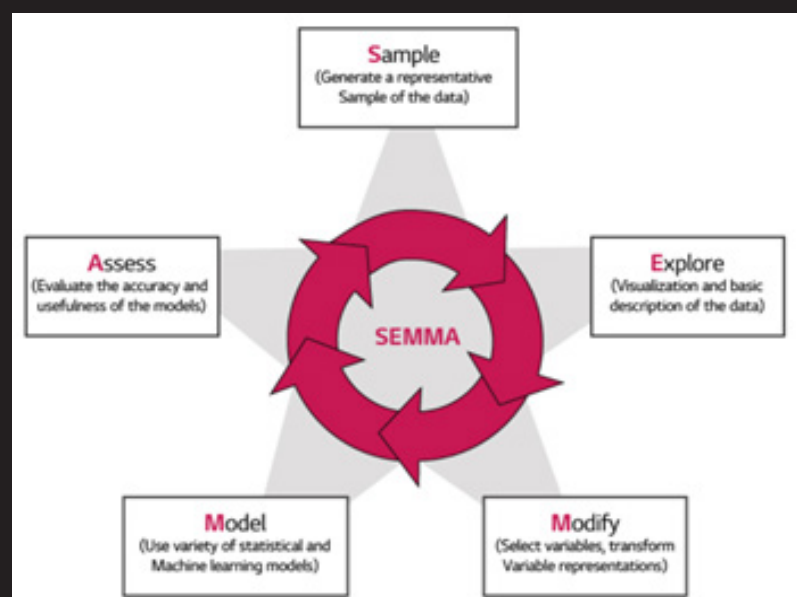 Sample
(Generate a representative
Sample of the data)
Assess
(Evaluate the accuracy and
usefulness of the models)
Explore
(Visualization and basic
description of the data)
SEMMA
Model
(Use variety of statistical and
Machine learning models)
Modify
(Select variables, transform
Variable representations)